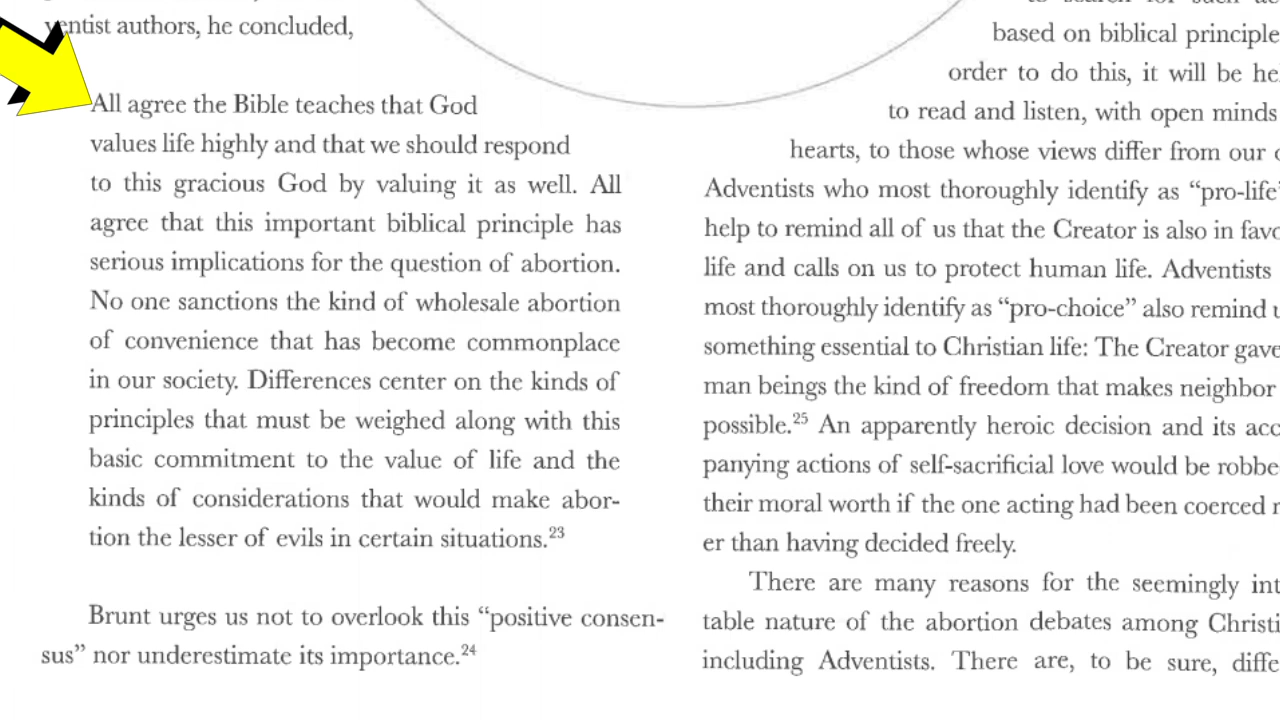 ventist authors, he concluded,
All agree the Bible teaches that God
values life highly and that we should respond
to this gracious God by valuing it as well. All
agree that this important biblical principle has
serious implications for the question of abortion.
No one sanctions the kind of wholesale abortion
of convenience that has become commonplace
in our society. Differences center on the kinds of
principles that must be weighed along with this
basic commitment to the value of life and the
kinds of considerations that would make abor-
tion the lesser of evils in certain situations.23
Brunt urges us not to overlook this “positive consen-
sus” nor underestimate its importance.24
based on biblical principle
order to do this, it will be he
to read and listen, with open minds
hearts, to those whose views differ from our
Adventists who most thoroughly identify as “pro-life”
help to remind all of us that the Creator is also in favo
life and calls on us to protect human life. Adventists
most thoroughly identify as “pro-choice” also remind u
something essential to Christian life: The Creator gave
man beings the kind of freedom that makes neighbor
possible.25 An apparently heroic decision and its acc
panying actions of self-sacrificial love would be robbe
their moral worth if the one acting had been coerced r
er than having decided freely.
There are many reasons for the seemingly int
table nature of the abortion debates among Christi
including Adventists. There are, to be sure, diffe